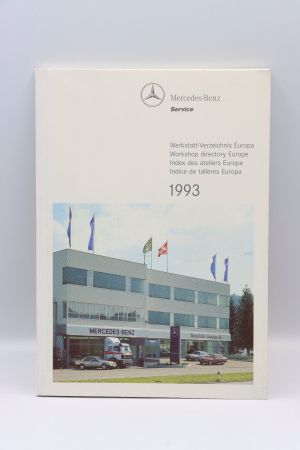 Mercedes-Benz
Service
Werkstatt-Verzeichnis Europa
Workshop directory Europe
Index des ateliers Europe
Indice de talleres Europa
1993
MERCEDES-BENZ